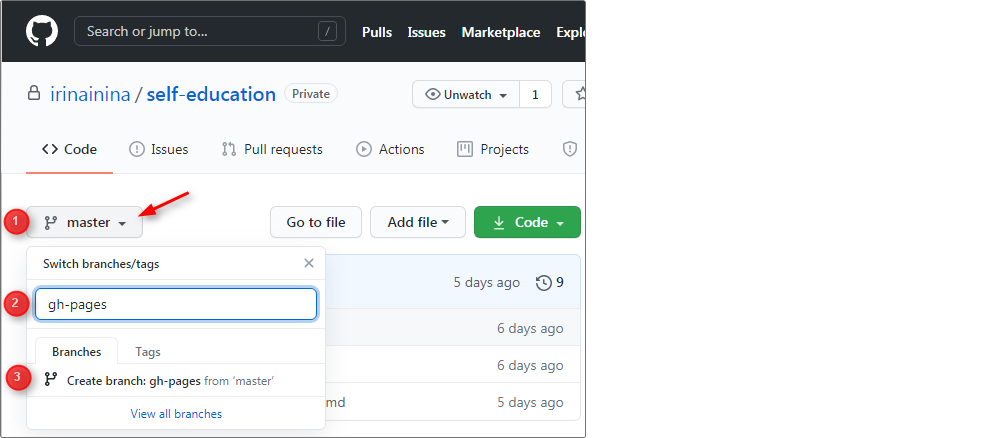 Search or jump to... /
Pulls Issues Marketplace Explo
irinainina / self-education Private
Unwatch 1
Code Issues Pull requests Actions Projects
1 master Go to file Add file Code
Switch branches/tags
5 days ago 9
2 gh-pages
6 days ago
Branches Tags
6 days ago
3 Create branch: gh-pages from 'master'
md 5 days ago
View all branches